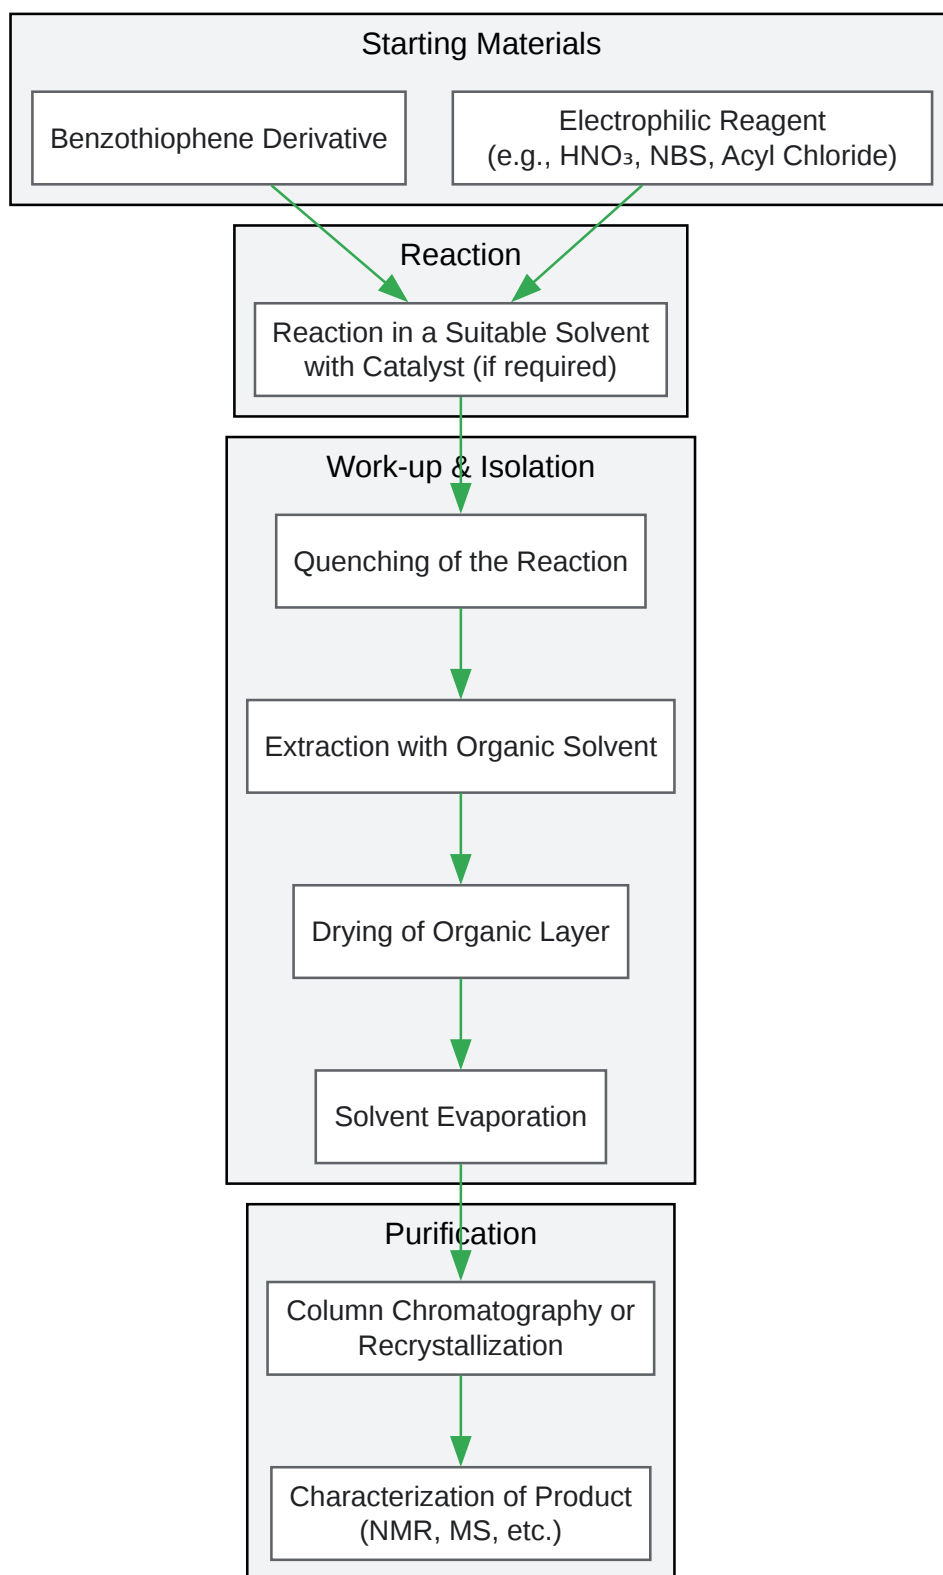 Starting Materials
Benzothiophene Derivative
Electrophilic Reagent
(e.g., HNO₃, NBS, Acyl Chloride)
Reaction
Reaction in a Suitable Solvent
with Catalyst (if required)
Work-up & Isolation
Quenching of the Reaction
Extraction with Organic Solvent
Drying of Organic Layer
Solvent Evaporation
Purification
Column Chromatography or
Recrystallization
Characterization of Product
(NMR, MS, etc.)